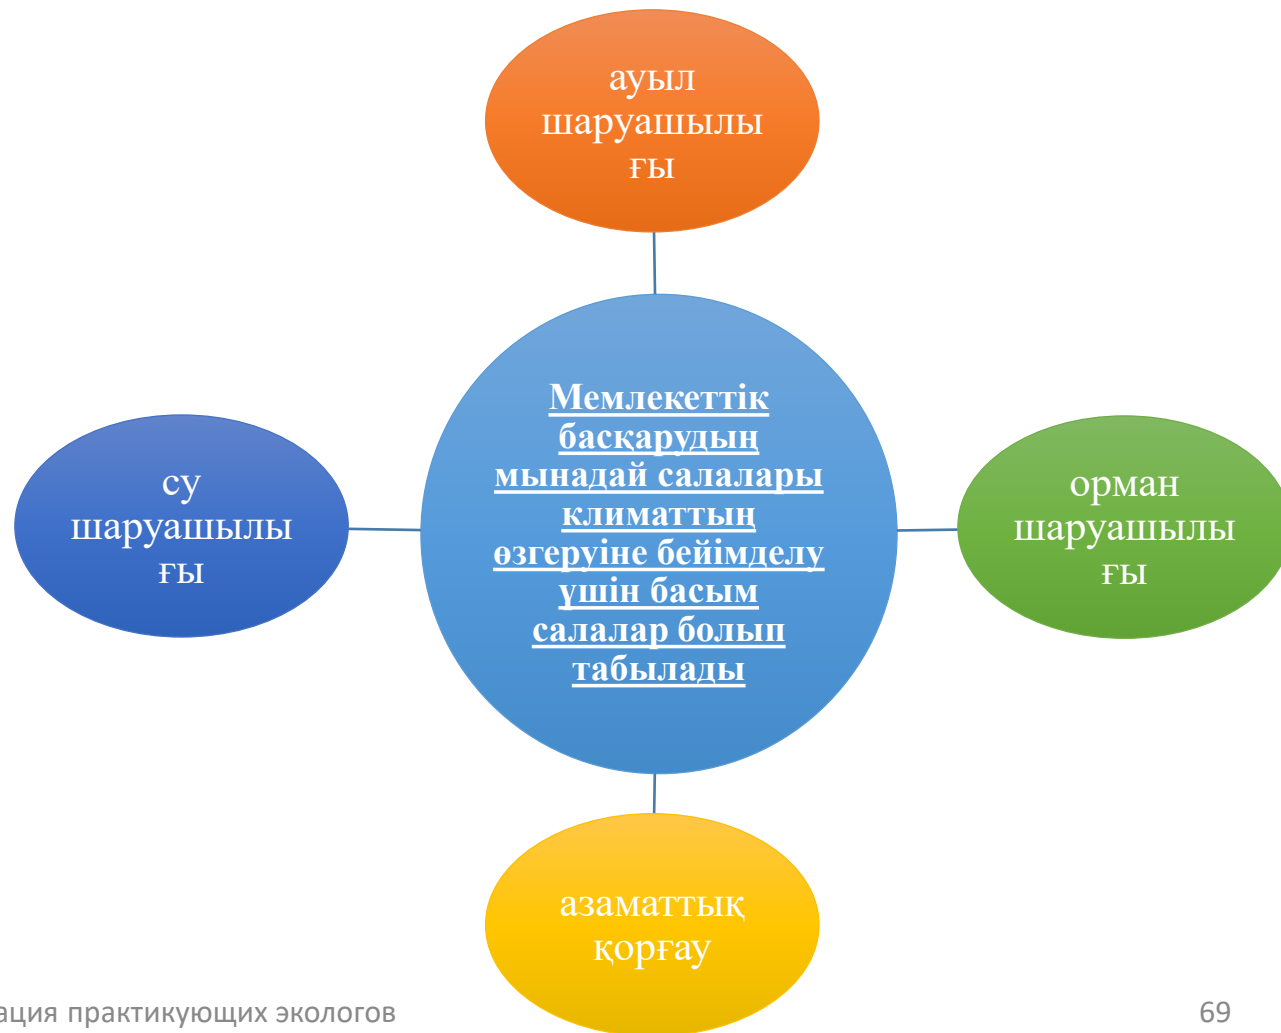 ауыл
шаруашылы
ғы
Мемлекеттік
басқарудың
мынадай салалары
климаттың
өзгеруіне бейімделу
үшін басым
салалар болып
табылады
су
шаруашылы
ғы
орман
шаруашылы
ғы
азаматтық
қорғау
практикующих экологов
69